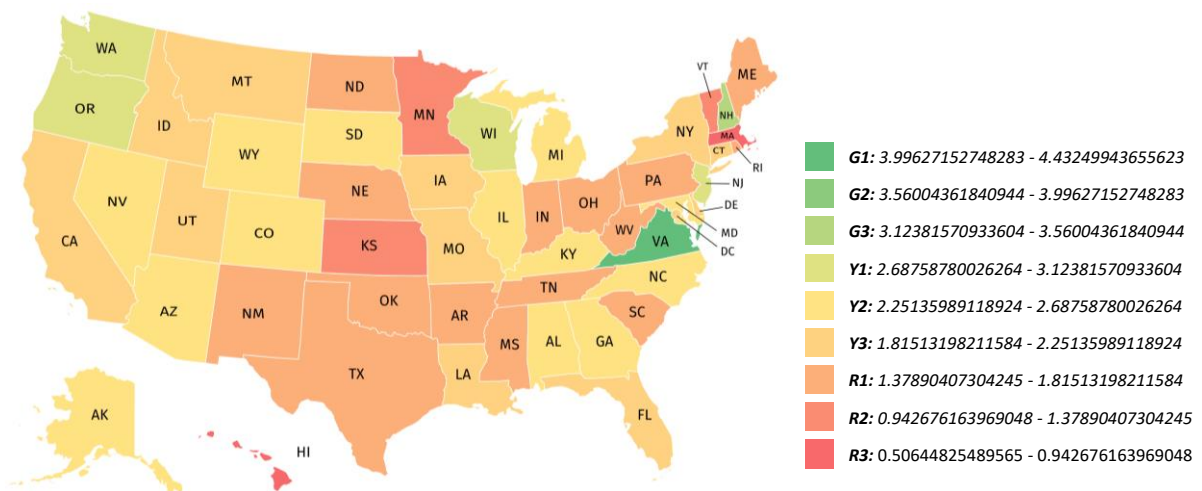 WA
OR
CA
NV
ID
MT
WY
UT
AZ
CO
NM
ND
SD
NE
KS
OK
TX
MN
IA
MO
AR
LA
WI
IL
MI
IN
OH
KY
TN
MS
AL
GA
FL
SC
NC
VA
WV
PA
NY
VT
NH
ME
MA
CT
RI
NJ
DE
MD
DC
AK
HI
G1: 3.99627152748283 - 4.43249943655623
G2: 3.56004361840944 - 3.99627152748283
G3: 3.12381570933604 - 3.56004361840944
Y1: 2.68758780026264 - 3.12381570933604
Y2: 2.25135989118924 - 2.68758780026264
Y3: 1.81513198211584 - 2.25135989118924
R1: 1.37890407304245 - 1.81513198211584
R2: 0.942676163969048 - 1.37890407304245
R3: 0.50644825489565 - 0.942676163969048